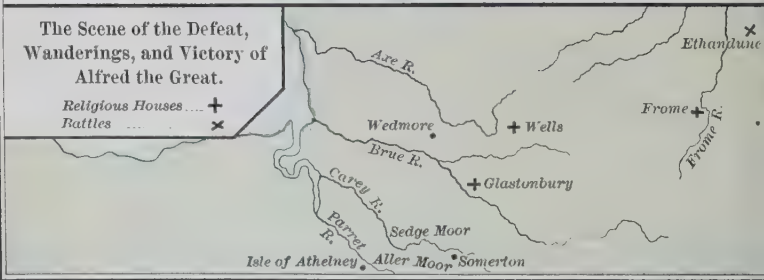 The Scene of the Defeat,
Wanderings, and Victory of
Alfred the Great.
Religious Houses .... +
Battles ... ..... ×
Ethandune
Axe R.
Frome
Frome R.
Wedmore
Wells
Brue R.
Glastonbury
Carey R.
Parret
R.
Sedge Moor
Isle of Athelney
Aller Moor
Somerton